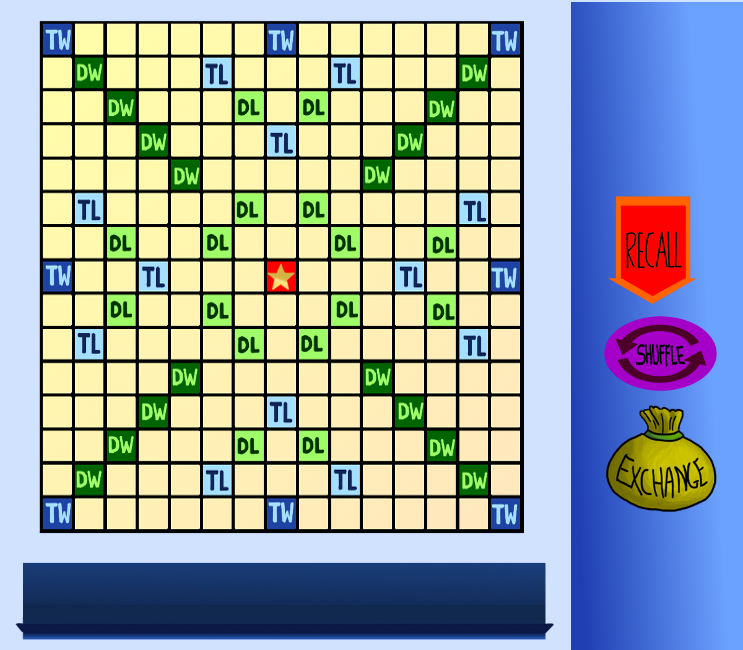 TW TW TW
DW TL TL DW
DW DL DL DW
DW TL DW
DW DW
TL DL DL TL
DL DL DL DL
TW TL TL TW
DL DL DL DL
TL DL DL TL
DW DW
DW TL DW
DW DL DL DW
DW TL TL DW
TW TW TW
RECALL
SHUFFLE
EXCHANGE